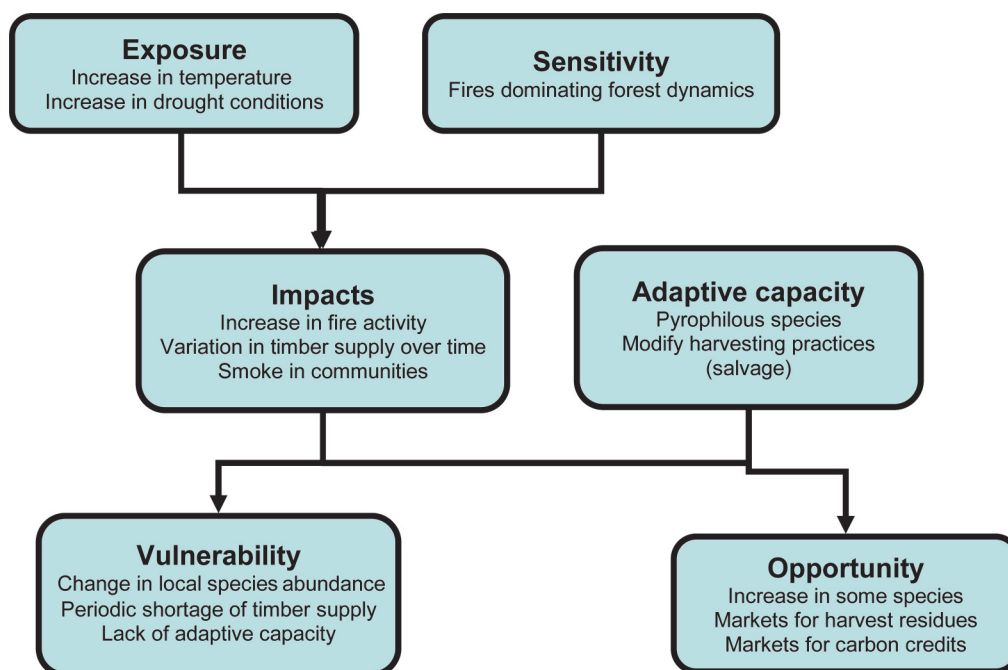 Exposure
Increase in temperature
Increase in drought conditions
Sensitivity
Fires dominating forest dynamics
Impacts
Increase in fire activity
Variation in timber supply over time
Smoke in communities
Adaptive capacity
Pyrophilous species
Modify harvesting practices
(salvage)
Vulnerability
Change in local species abundance
Periodic shortage of timber supply
Lack of adaptive capacity
Opportunity
Increase in some species
Markets for harvest residues
Markets for carbon credits